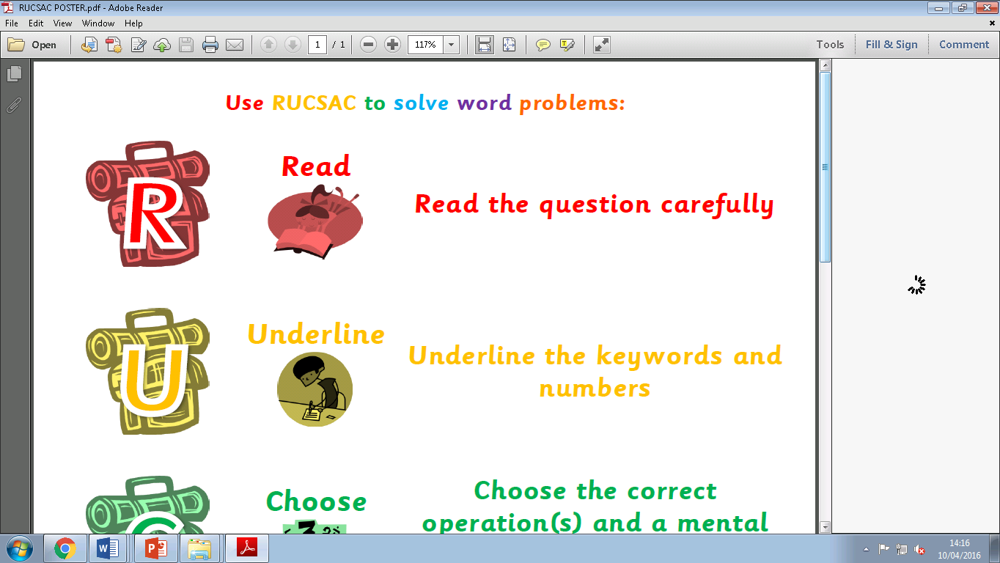 RUCSAC POSTER.pdf - Adobe Reader
File Edit View Window Help
Open 1 / 1 117% Tools Fill & Sign Comment
Use RUCSAC to solve word problems:
R
Read
Read the question carefully
U
Underline
Underline the keywords and
numbers
C
Choose
Choose the correct
operation(s) and a mental
14:16
10/04/2016